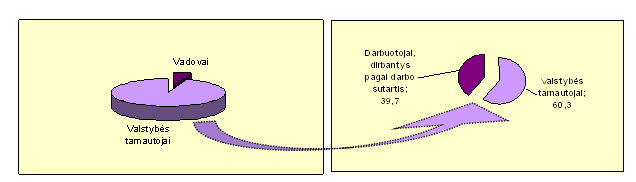 Vadovai
Valstybės
tarnautojai
Darbuotojai,
dirbantys
pagal darbo
sutartis;
39,7
Valstybės
tarnautojai;
60,3